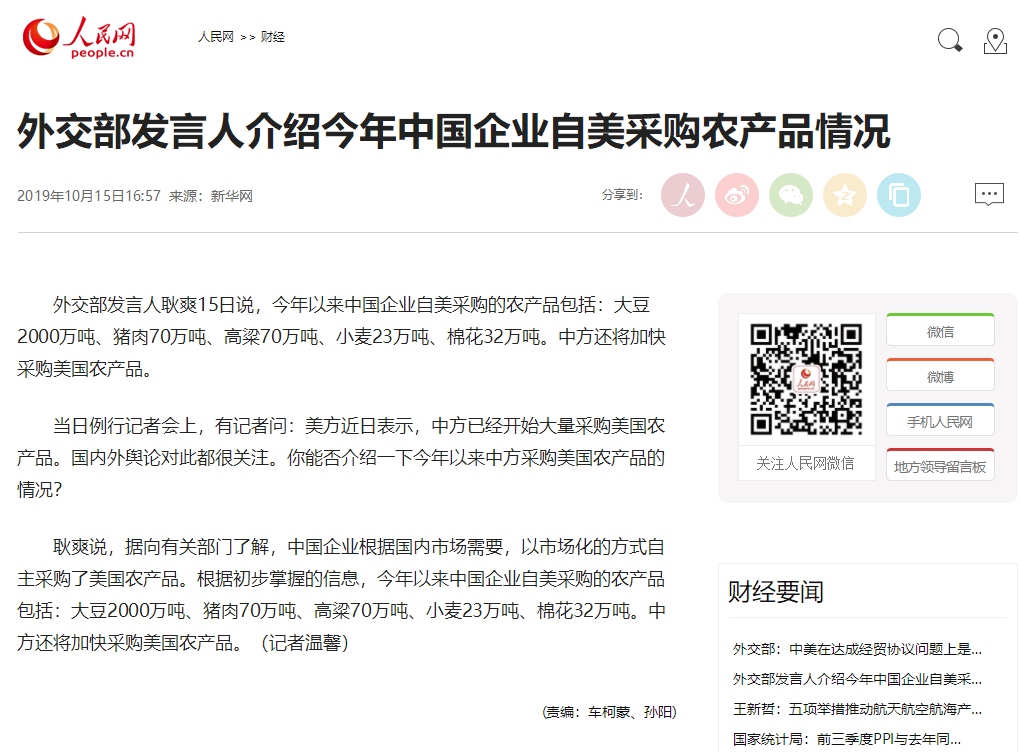 人民网
people.cn
人民网 >> 财经
外交部发言人介绍今年中国企业自美采购农产品情况
2019年10月15日16:57 来源：新华网
分享到：
外交部发言人耿爽15日说，今年以来中国企业自美采购的农产品包括：大豆
2000万吨、猪肉70万吨、高粱70万吨、小麦23万吨、棉花32万吨。中方还将加快
采购美国农产品。
当日例行记者会上，有记者问：美方近日表示，中方已经开始大量采购美国农
产品。国内外舆论对此都很关注。你能否介绍一下今年以来中方采购美国农产品的
情况？
耿爽说，据向有关部门了解，中国企业根据国内市场需要，以市场化的方式自
主采购了美国农产品。根据初步掌握的信息，今年以来中国企业自美采购的农产品
包括：大豆2000万吨、猪肉70万吨、高粱70万吨、小麦23万吨、棉花32万吨。中
方还将加快采购美国农产品。（记者温馨）
(责编：车柯蒙、孙阳)
人民网
关注人民网微信
微信
微博
手机人民网
地方领导留言板
财经要闻
外交部：中美在达成经贸协议问题上是...
外交部发言人介绍今年中国企业自美采...
王新哲：五项举措推动航天航空航海产...
国家统计局：前三季度PPI与去年同...